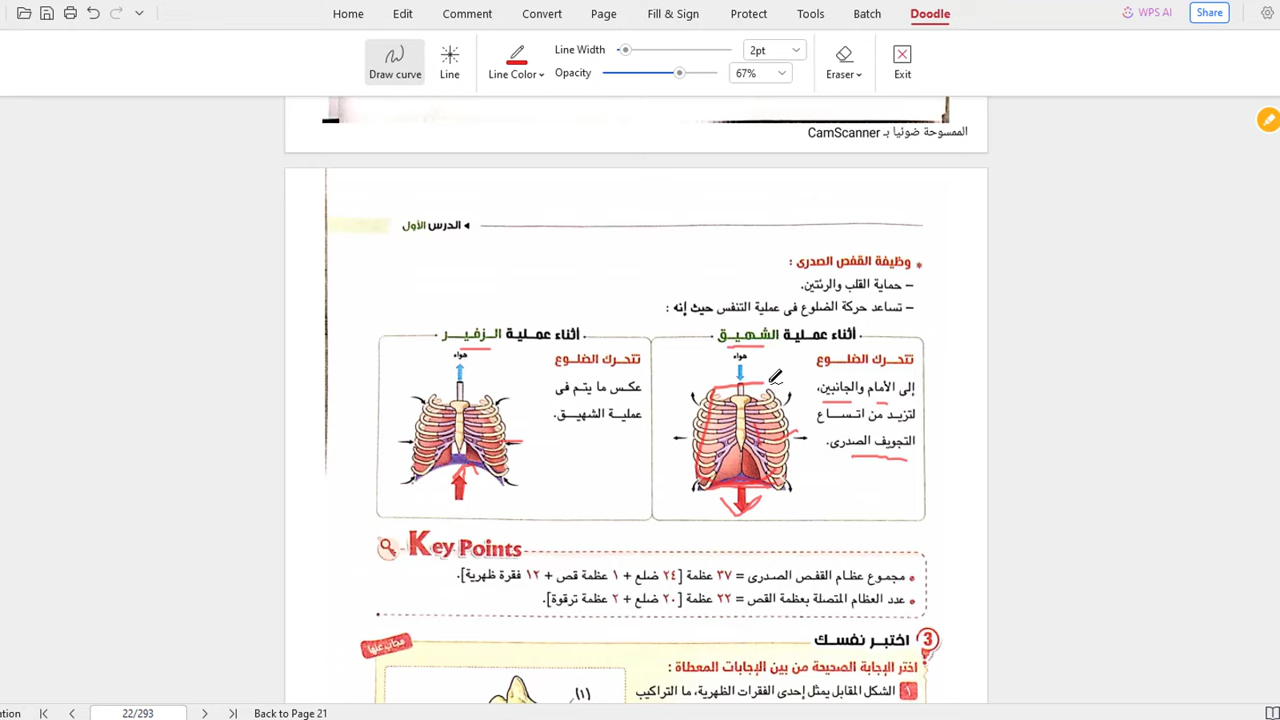 Home Edit Comment Convert Page Fill & Sign Protect Tools Batch Doodle WPS AI Share
Draw curve Line Line Color Line Width 2pt Opacity 67% Eraser Exit
الممسوحة ضوئيا بـ CamScanner
الدرس الأول
* وظيفة القفص الصدرى :
– حماية القلب والرئتين.
– تساعد حركة الضلوع فى عملية التنفس حيث إنه :
أثناء عملية الشهيق
هواء
تتحرك الضلوع
إلى الأمام والجانبين،
لتزيد من اتساع
التجويف الصدرى.
أثناء عملية الزفير
هواء
تتحرك الضلوع
عكس ما يتم فى
عملية الشهيق.
Key Points
• مجموع عظام القفص الصدرى = ٣٧ عظمة [٢٤ ضلع + ١ عظمة قص + ١٢ فقرة ظهرية].
• عدد العظام المتصلة بعظمة القص = ٢٢ عظمة [٢٠ ضلع + ٢ عظمة ترقوة].
3 اختبر نفسك
مجاب عنها
اختر الإجابة الصحيحة من بين الإجابات المعطاة :
١ الشكل المقابل يمثل إحدى الفقرات الظهرية، ما التراكيب
(١)
ation 22/293 Back to Page 21